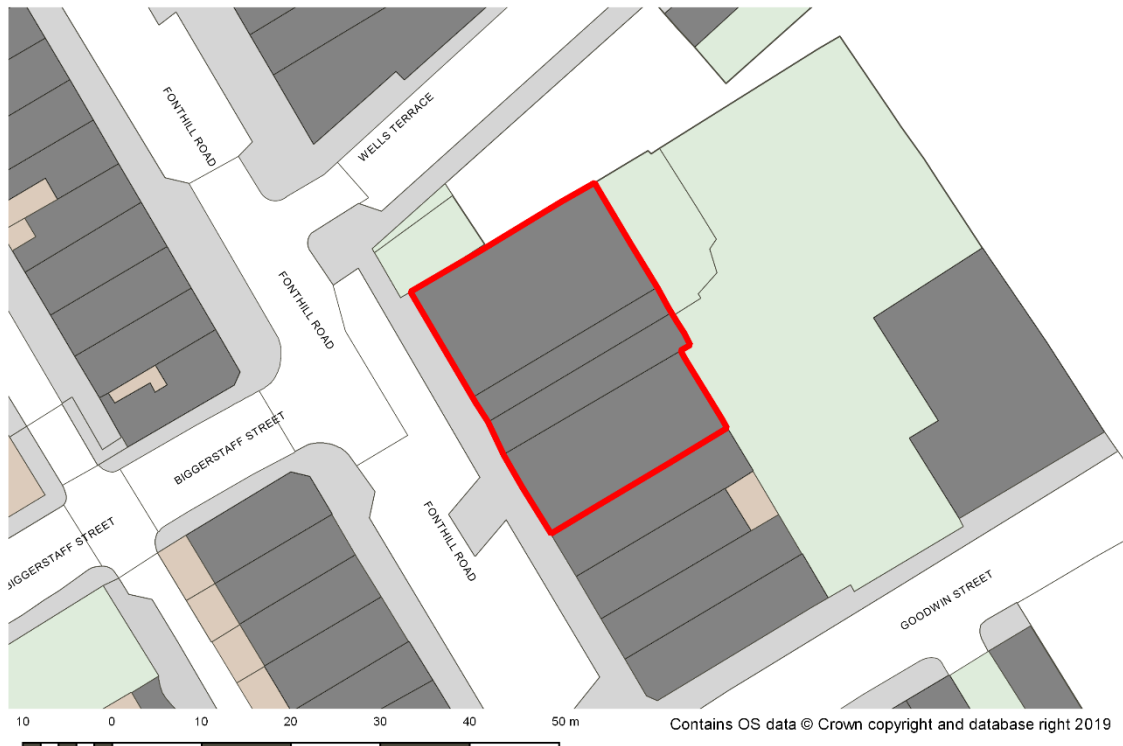 FONTHILL ROAD
WELLS TERRACE
FONTHILL ROAD
BIGGERSTAFF STREET
FONTHILL ROAD
BIGGERSTAFF STREET
GOODWIN STREET
10 0 10 20 30 40 50 m
Contains OS data © Crown copyright and database right 2019